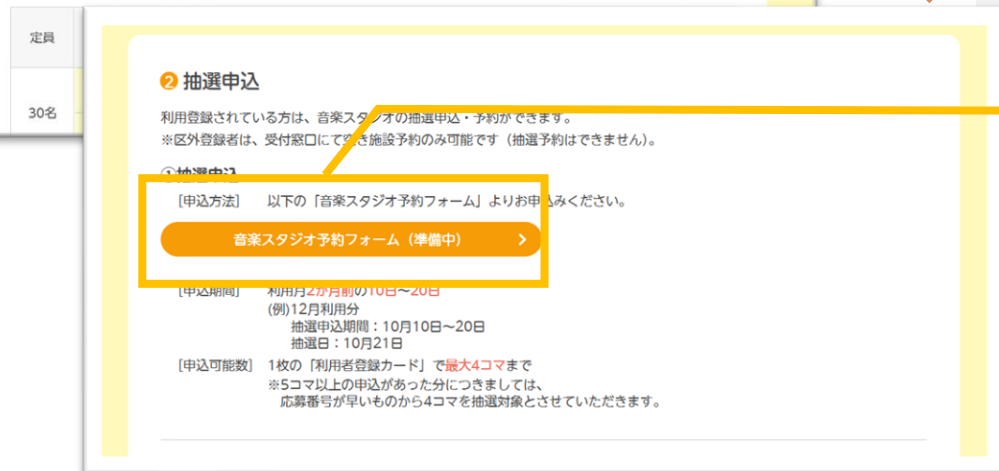 定員
30名
2 抽選申込
利用登録されている方は、音楽スタジオの抽選申込・予約ができます。
※区外登録者は、受付窓口にて空き施設予約のみ可能です(抽選予約はできません)。
①抽選申込
[申込方法] 以下の「音楽スタジオ予約フォーム」よりお申込みください。
音楽スタジオ予約フォーム(準備中)
[申込期間] 利用月2か月前の10日~20日
(例)12月利用分
抽選申込期間:10月10日~20日
抽選日:10月21日
[申込可能数] 1枚の「利用者登録カード」で最大4コマまで
※5コマ以上の申込があった分につきましては、
応募番号が早いものから4コマを抽選対象とさせていただきます。